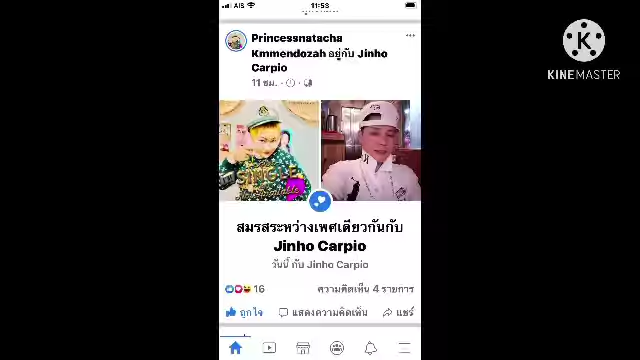 AIS
11:53
Princessnatacha
Kmmendozah อยู่กับ Jinho
Carpio
11 ชม.
SINGLE
สมรสระหว่างเพศเดียวกันกับ
Jinho Carpio
วันนี้ กับ Jinho Carpio
16
ความคิดเห็น 4 รายการ
ถูกใจ
แสดงความคิดเห็น
แชร์
K
KINEMASTER